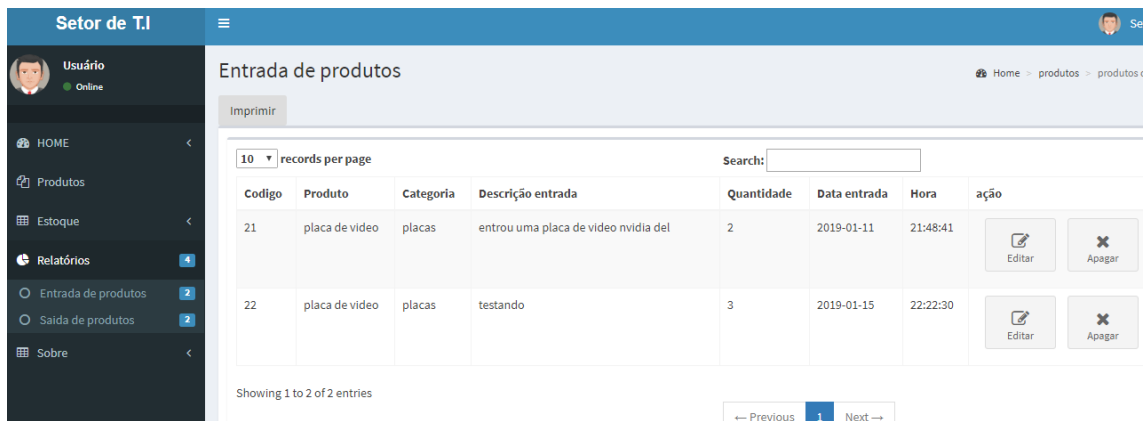 Setor de T.I
Usuário
Online
HOME
Produtos
Estoque
Relatórios 4
Entrada de produtos 2
Saida de produtos 2
Sobre
Entrada de produtos
Home > produtos > produtos
Imprimir
10 records per page
Search:
Codigo Produto Categoria Descrição entrada Quantidade Data entrada Hora ação
21 placa de video placas entrou uma placa de video nvidia del 2 2019-01-11 21:48:41
Editar Apagar
22 placa de video placas testando 3 2019-01-15 22:22:30
Editar Apagar
Showing 1 to 2 of 2 entries
← Previous 1 Next →